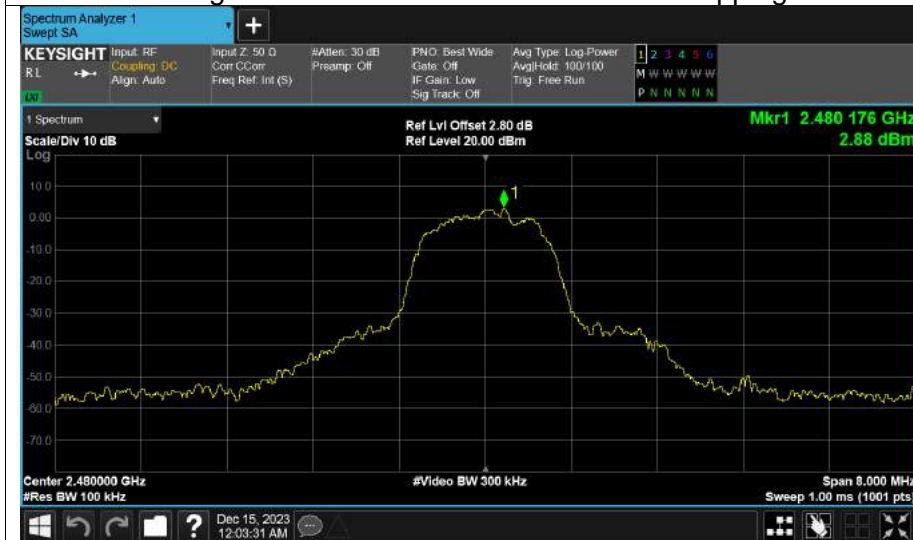 Spectrum Analyzer 1
Swept SA
+
KEYSIGHT
R L
Input: RF
Coupling: DC
Align: Auto
Input Z: 50 Ω
Corr CCorr
Freq Ref: Int (S)
#Atten: 30 dB
Preamp: Off
PNO: Best Wide
Gate: Off
IF Gain: Low
Sig Track: Off
Avg Type: Log-Power
Avg|Hold: 100/100
Trig: Free Run
1 2 3 4 5 6
M W W W W W
P N N N N N
1 Spectrum
Scale/Div 10 dB
Ref Lvl Offset 2.80 dB
Ref Level 20.00 dBm
Mkr1 2.480 176 GHz
2.88 dBm
Log
1
10.0
0.00
-10.0
-20.0
-30.0
-40.0
-50.0
-60.0
-70.0
Center 2.480000 GHz
#Res BW 100 kHz
#Video BW 300 kHz
Span 8.000 MHz
Sweep 1.00 ms (1001 pts)
?
Dec 15, 2023
12:03:31 AM